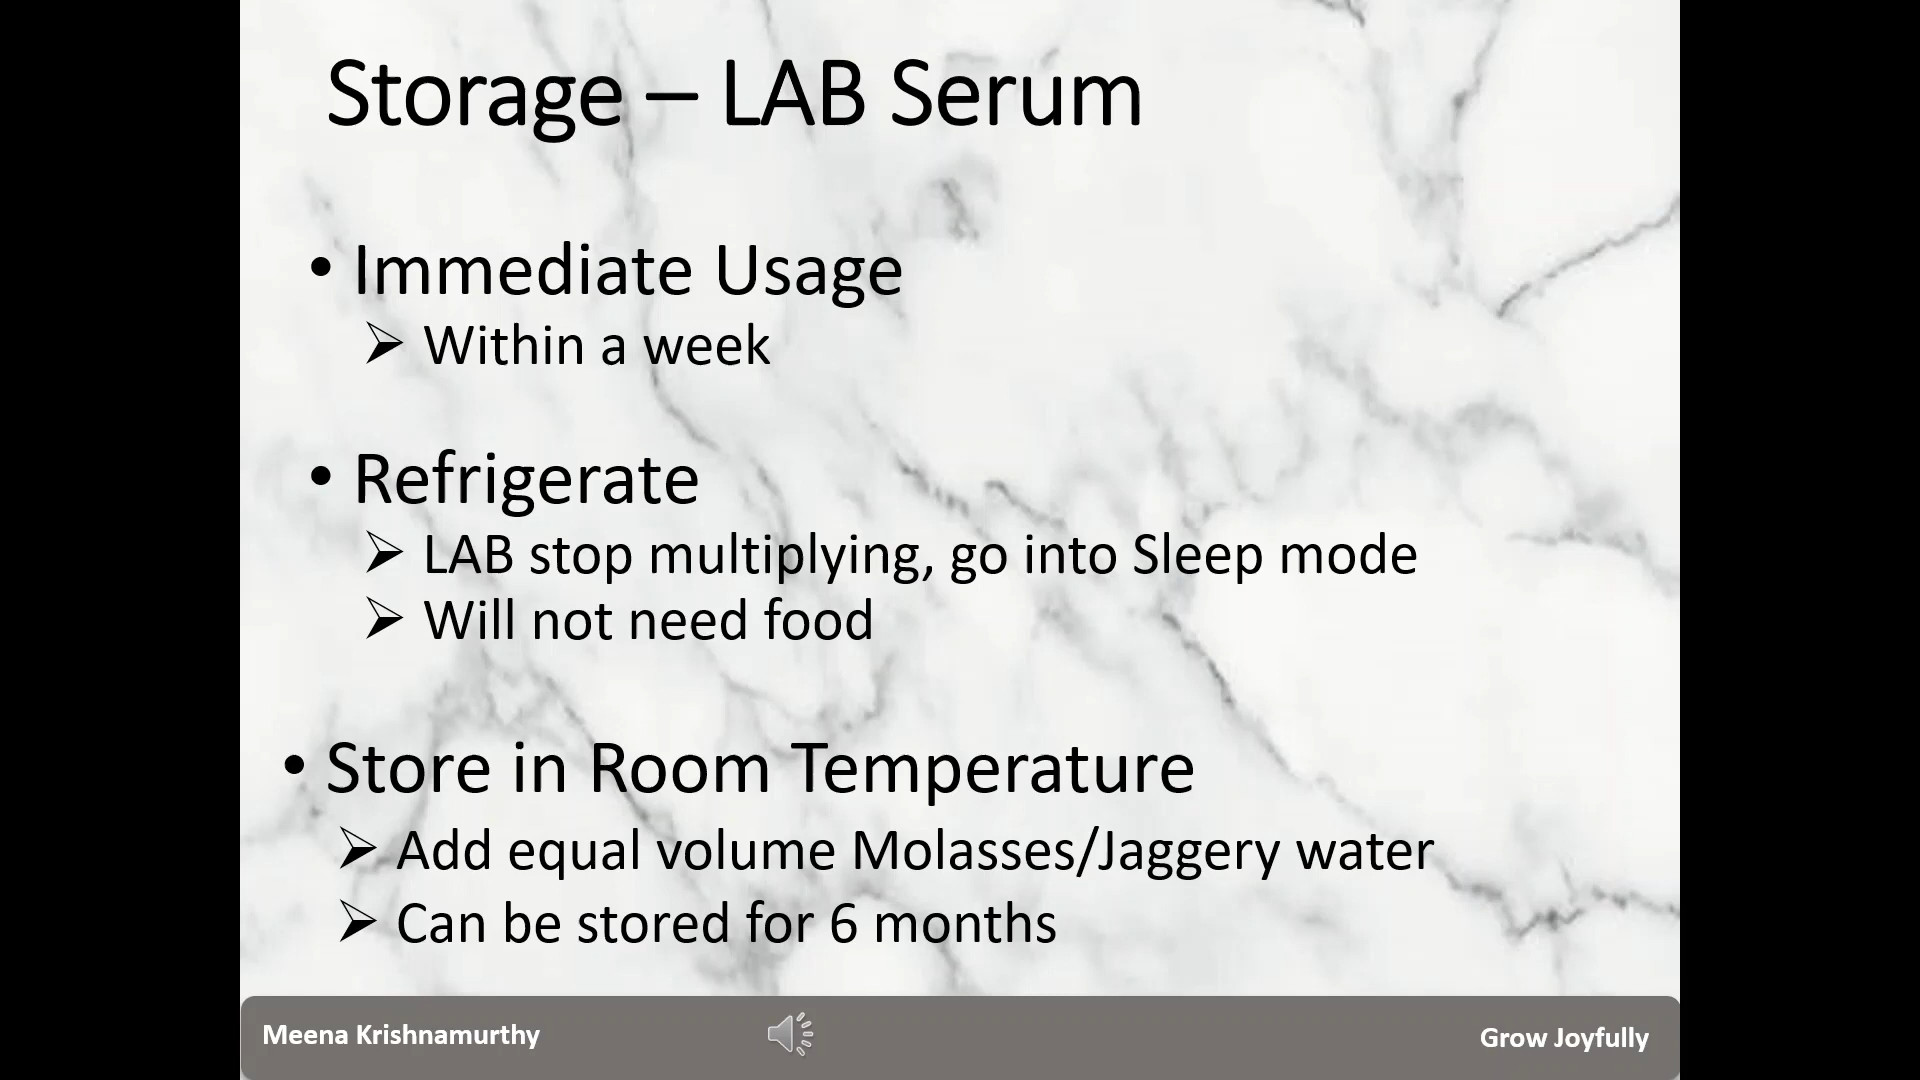 Storage – LAB Serum
• Immediate Usage
➢ Within a week
• Refrigerate
➢ LAB stop multiplying, go into Sleep mode
➢ Will not need food
• Store in Room Temperature
➢ Add equal volume Molasses/Jaggery water
➢ Can be stored for 6 months
Meena Krishnamurthy
Grow Joyfully